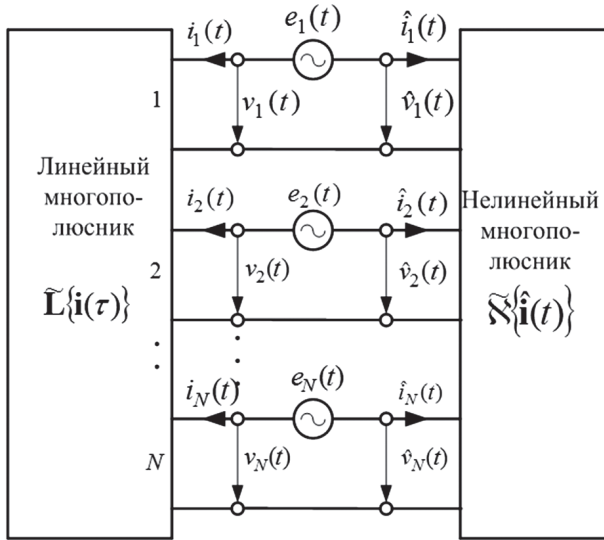 i₁(t) e₁(t) î₁(t)
1 v₁(t) v̂₁(t)
Линейный
многопо-
люсник
L̃{i(τ)}
i₂(t) e₂(t) î₂(t)
2 v₂(t) v̂₂(t)
Нелинейный
многопо-
люсник
ℵ̃{î(t)}
i_N(t) e_N(t) î_N(t)
N v_N(t) v̂_N(t)